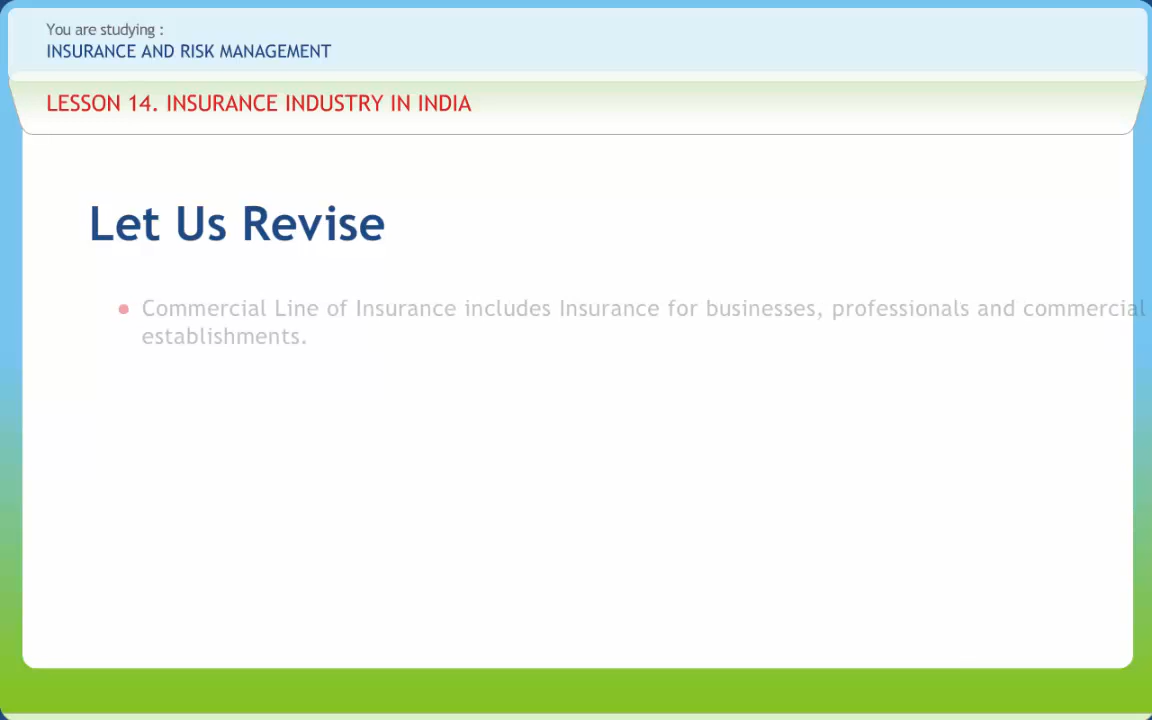 You are studying :
INSURANCE AND RISK MANAGEMENT
LESSON 14. INSURANCE INDUSTRY IN INDIA
Let Us Revise
• Commercial Line of Insurance includes Insurance for businesses, professionals and commercial
establishments.